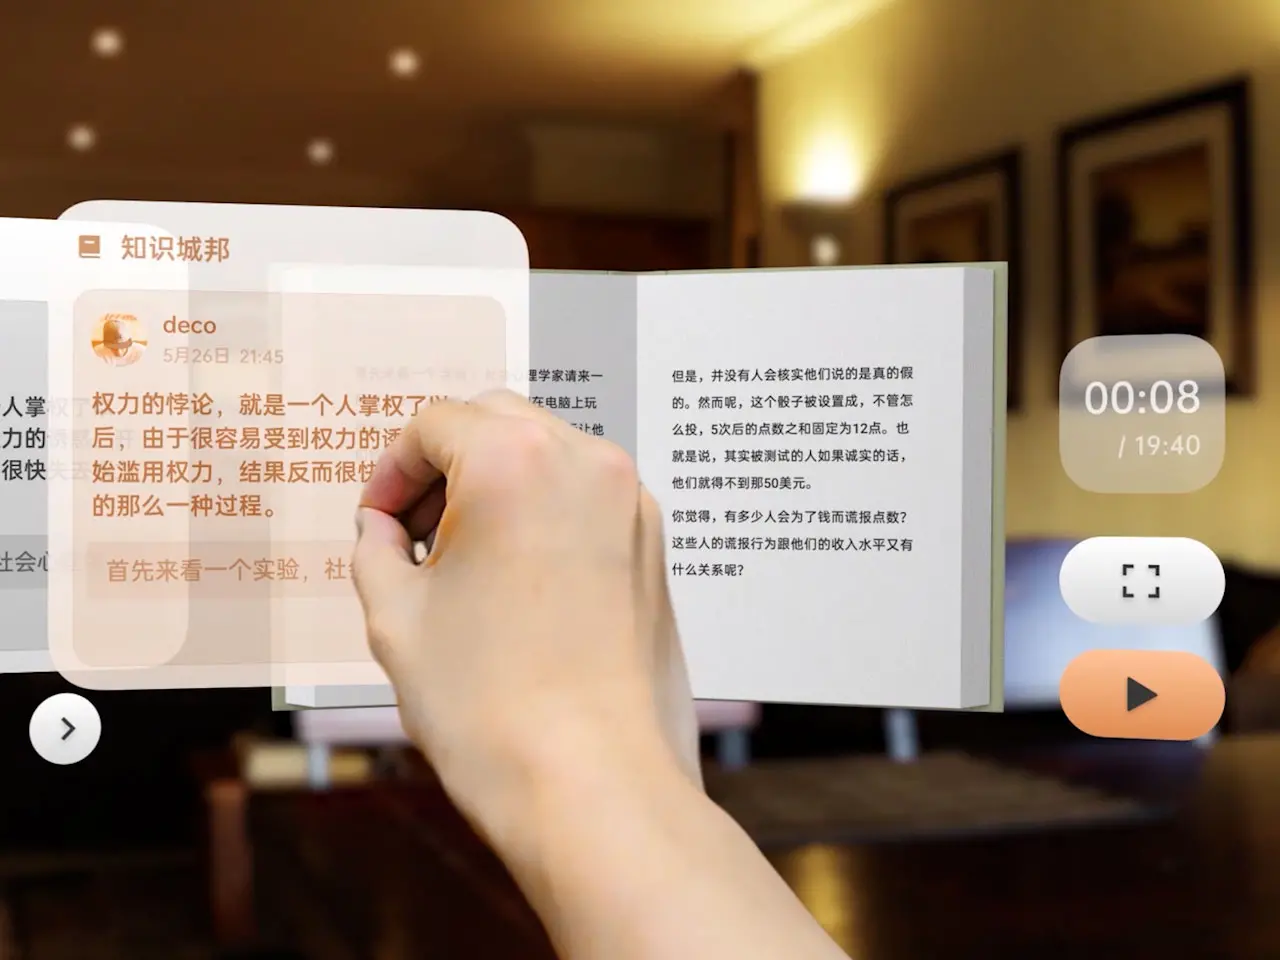 知识城邦
deco
5月26日 21:45
权力的悖论，就是一个人掌权了以
后，由于很容易受到权力的诱
始滥用权力，结果反而很快
的那么一种过程。
首先来看一个实验，社
人掌权了
力的诱惑
很快失去
社会心
理学家请来一
在电脑上玩
让他
但是，并没有人会核实他们说的是真的假
的。然而呢，这个骰子被设置成，不管怎
么投，5次后的点数之和固定为12点。也
就是说，其实被测试的人如果诚实的话，
他们就得不到那50美元。
你觉得，有多少人会为了钱而谎报点数？
这些人的谎报行为跟他们的收入水平又有
什么关系呢？
00:08
/ 19:40